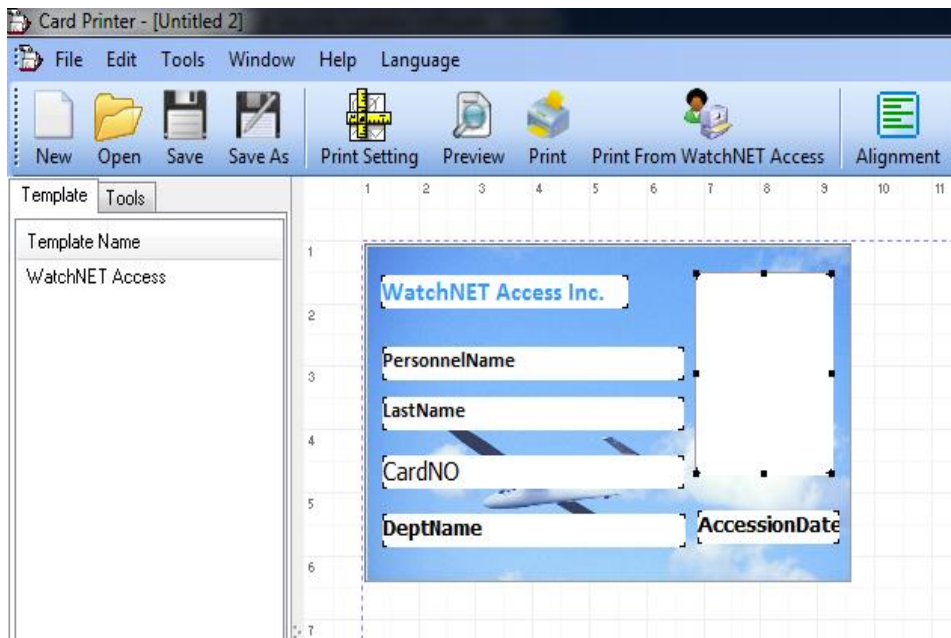 Card Printer - [Untitled 2]
File Edit Tools Window Help Language
New Open Save Save As Print Setting Preview Print Print From WatchNET Access Alignment
Template Tools
Template Name
WatchNET Access
1 2 3 4 5 6 7 8 9 10 11
1
2
3
4
5
6
7
WatchNET Access Inc.
PersonnelName
LastName
CardNO
DeptName AccessionDate